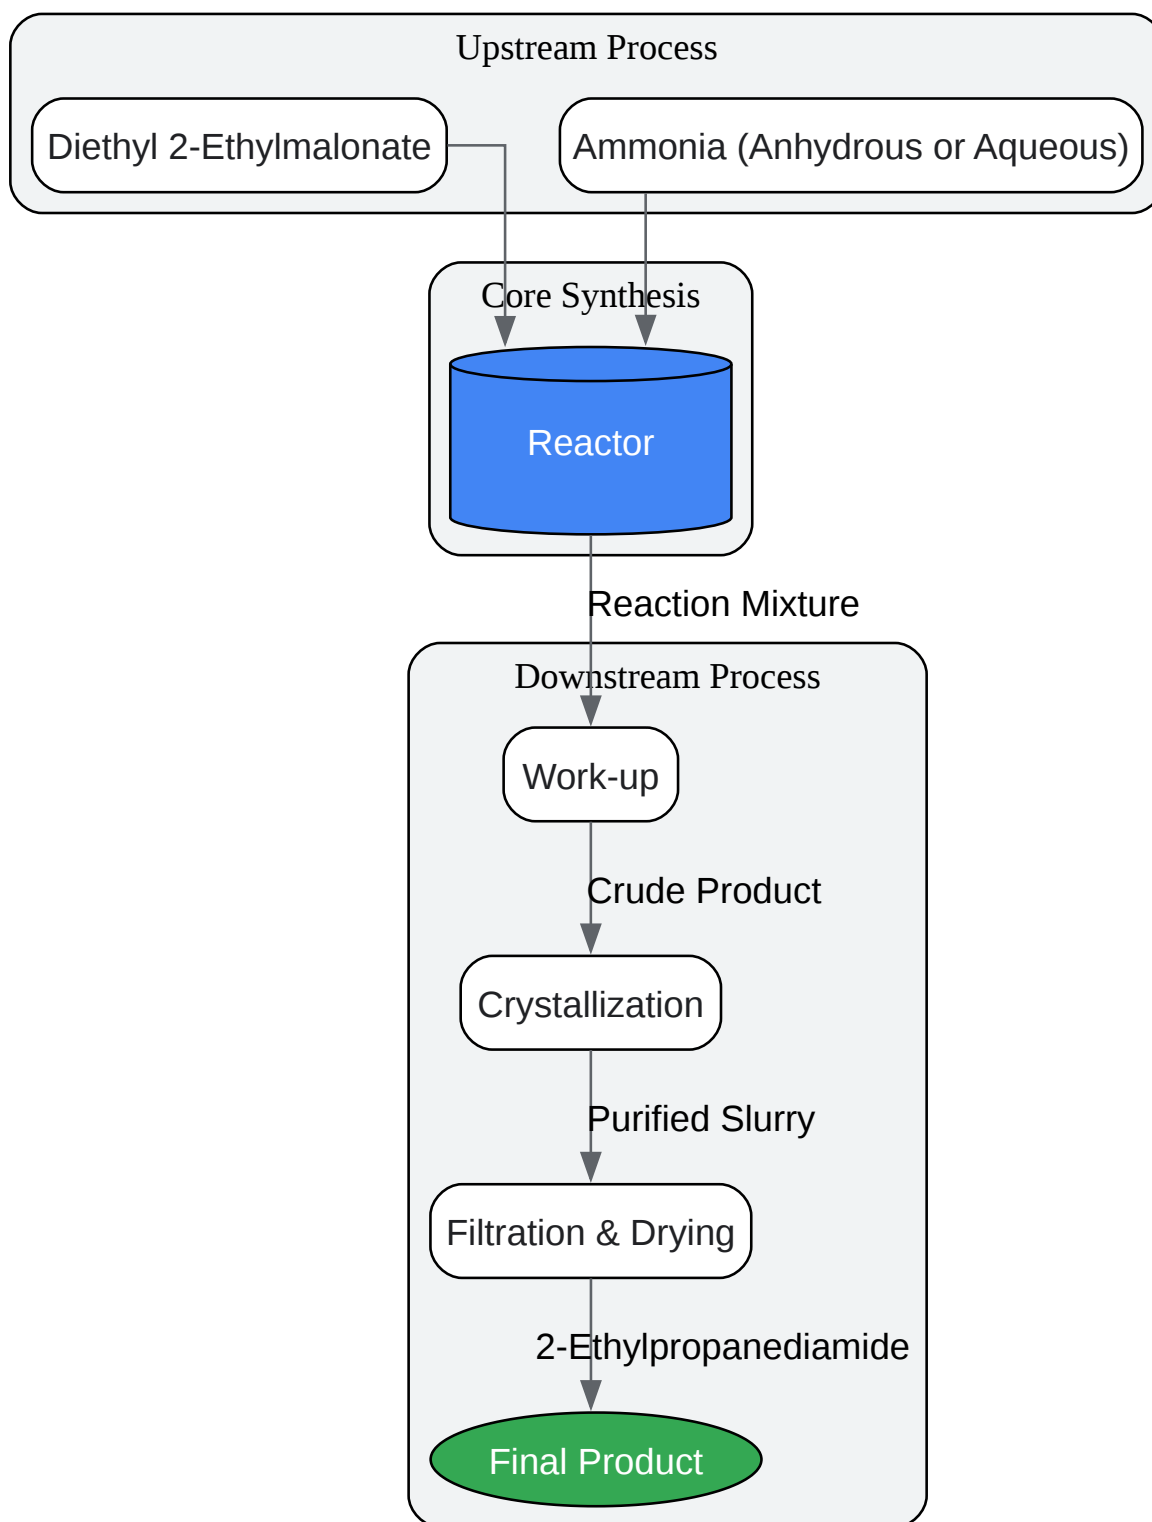 Upstream Process
Diethyl 2-Ethylmalonate
Ammonia (Anhydrous or Aqueous)
Core Synthesis
Reactor
Reaction Mixture
Downstream Process
Work-up
Crude Product
Crystallization
Purified Slurry
Filtration & Drying
2-Ethylpropanediamide
Final Product